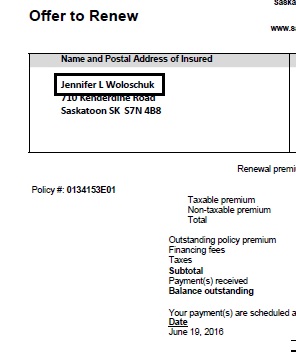 Saska
Offer to Renew
www.sa
Name and Postal Address of Insured
Jennifer L Woloschuk
710 Kenderdine Road
Saskatoon SK S7N 4B8
Renewal premiu
Policy #: 0134153E01
Taxable premium
Non-taxable premium
Total
Outstanding policy premium
Financing fees
Taxes
Subtotal
Payment(s) received
Balance outstanding
Your payment(s) are scheduled a
Date
June 19, 2016